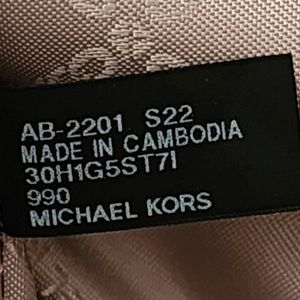 AB-2201 S22
MADE IN CAMBODIA
30H1G5ST7I
990
MICHAEL KORS